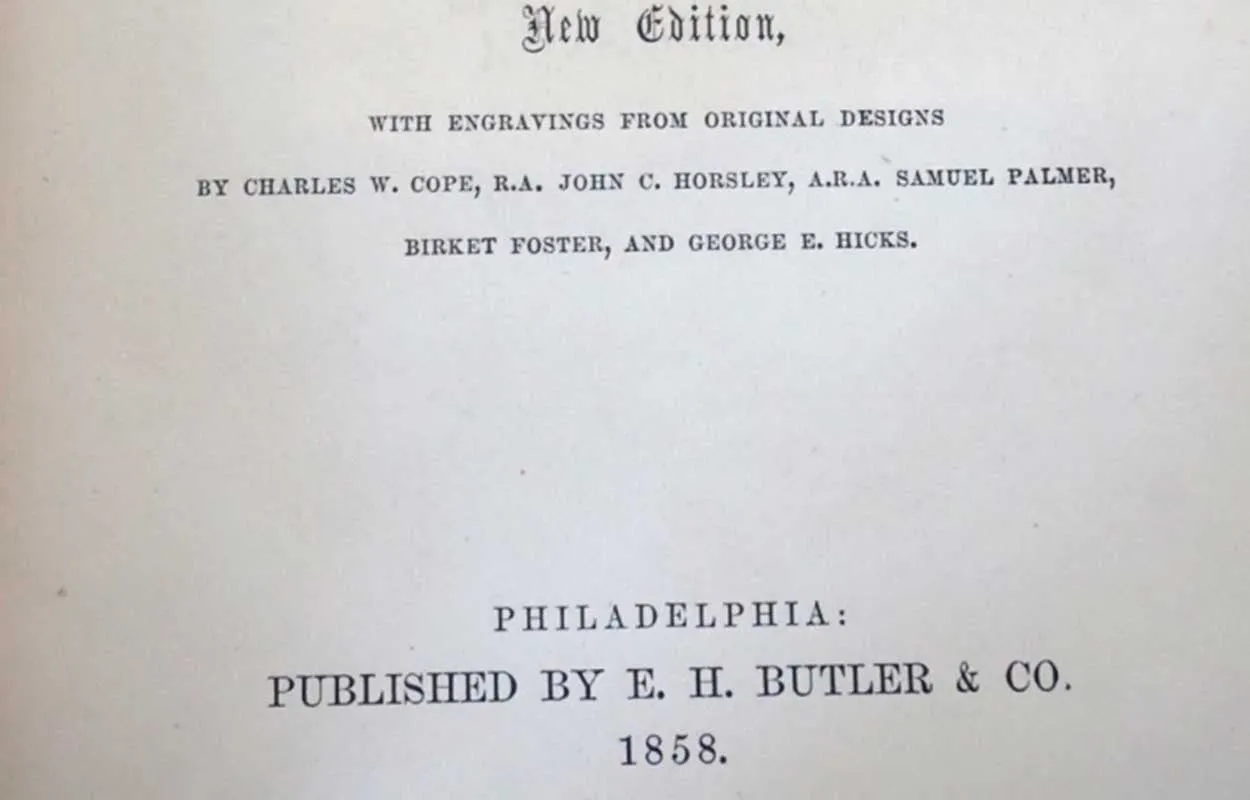 New Edition,
WITH ENGRAVINGS FROM ORIGINAL DESIGNS
BY CHARLES W. COPE, R.A. JOHN C. HORSLEY, A.R.A. SAMUEL PALMER,
BIRKET FOSTER, AND GEORGE E. HICKS.
PHILADELPHIA:
PUBLISHED BY E. H. BUTLER & CO.
1858.